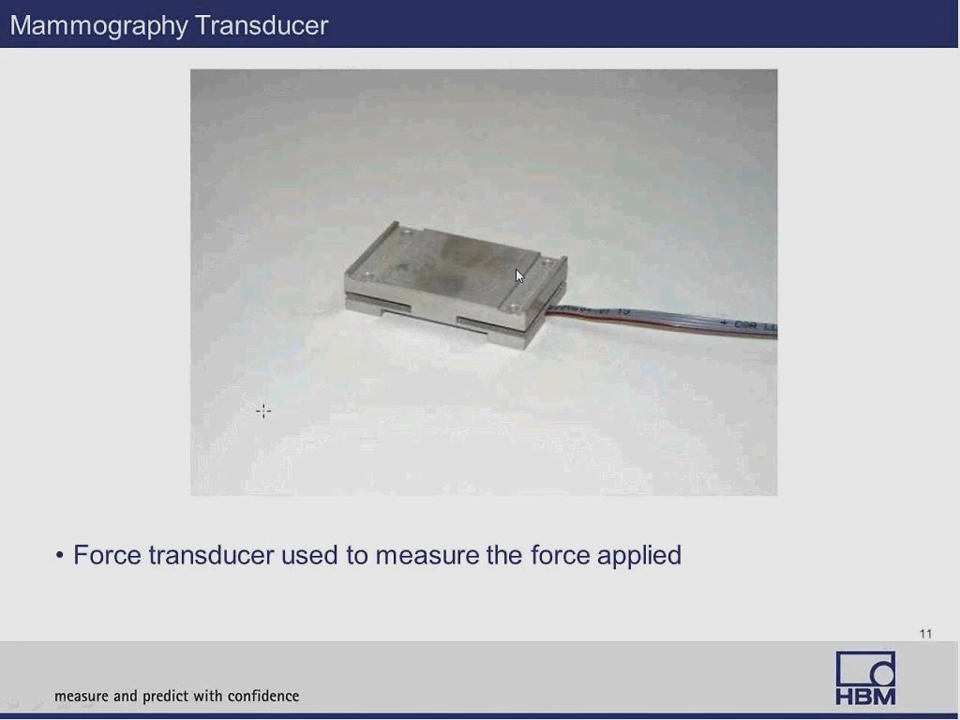 Mammography Transducer
• Force transducer used to measure the force applied
11
measure and predict with confidence
HBM